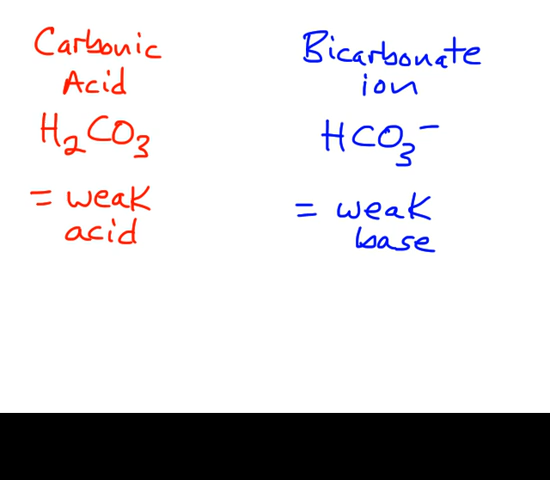 Carbonic
Acid
H₂CO₃
= weak
acid
Bicarbonate
ion
HCO₃⁻
= weak
base